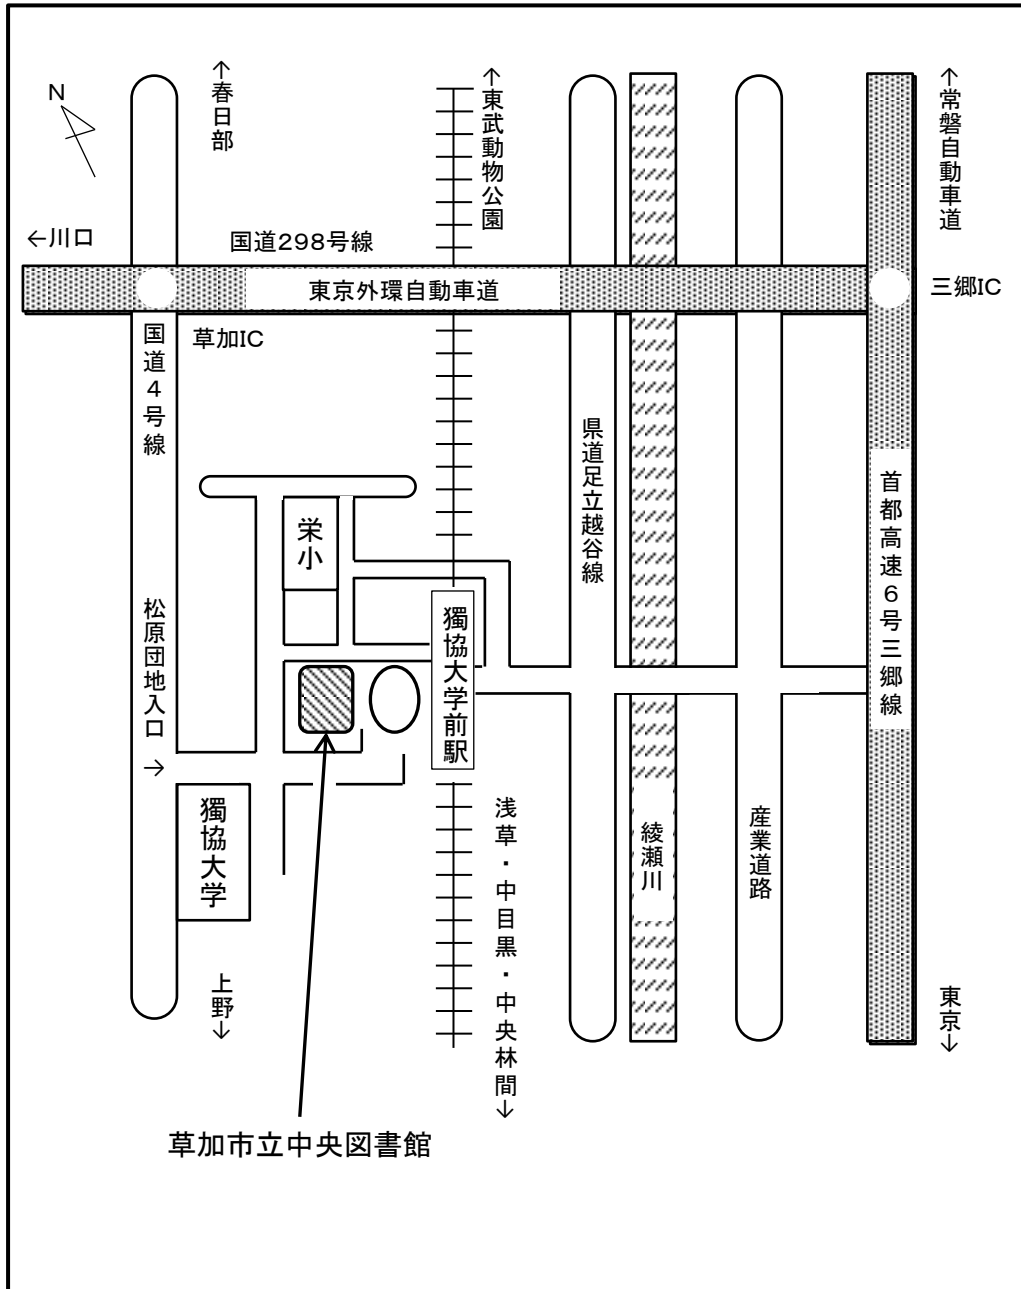 N
↑春日部
↑東武動物公園
↑常磐自動車道
←川口
国道298号線
東京外環自動車道
三郷IC
草加IC
国道4号線
県道足立越谷線
首都高速6号三郷線
栄小
松原団地入口→
獨協大学前駅
獨協大学
浅草・中目黒・中央林間↓
綾瀬川
産業道路
上野↓
東京↓
草加市立中央図書館